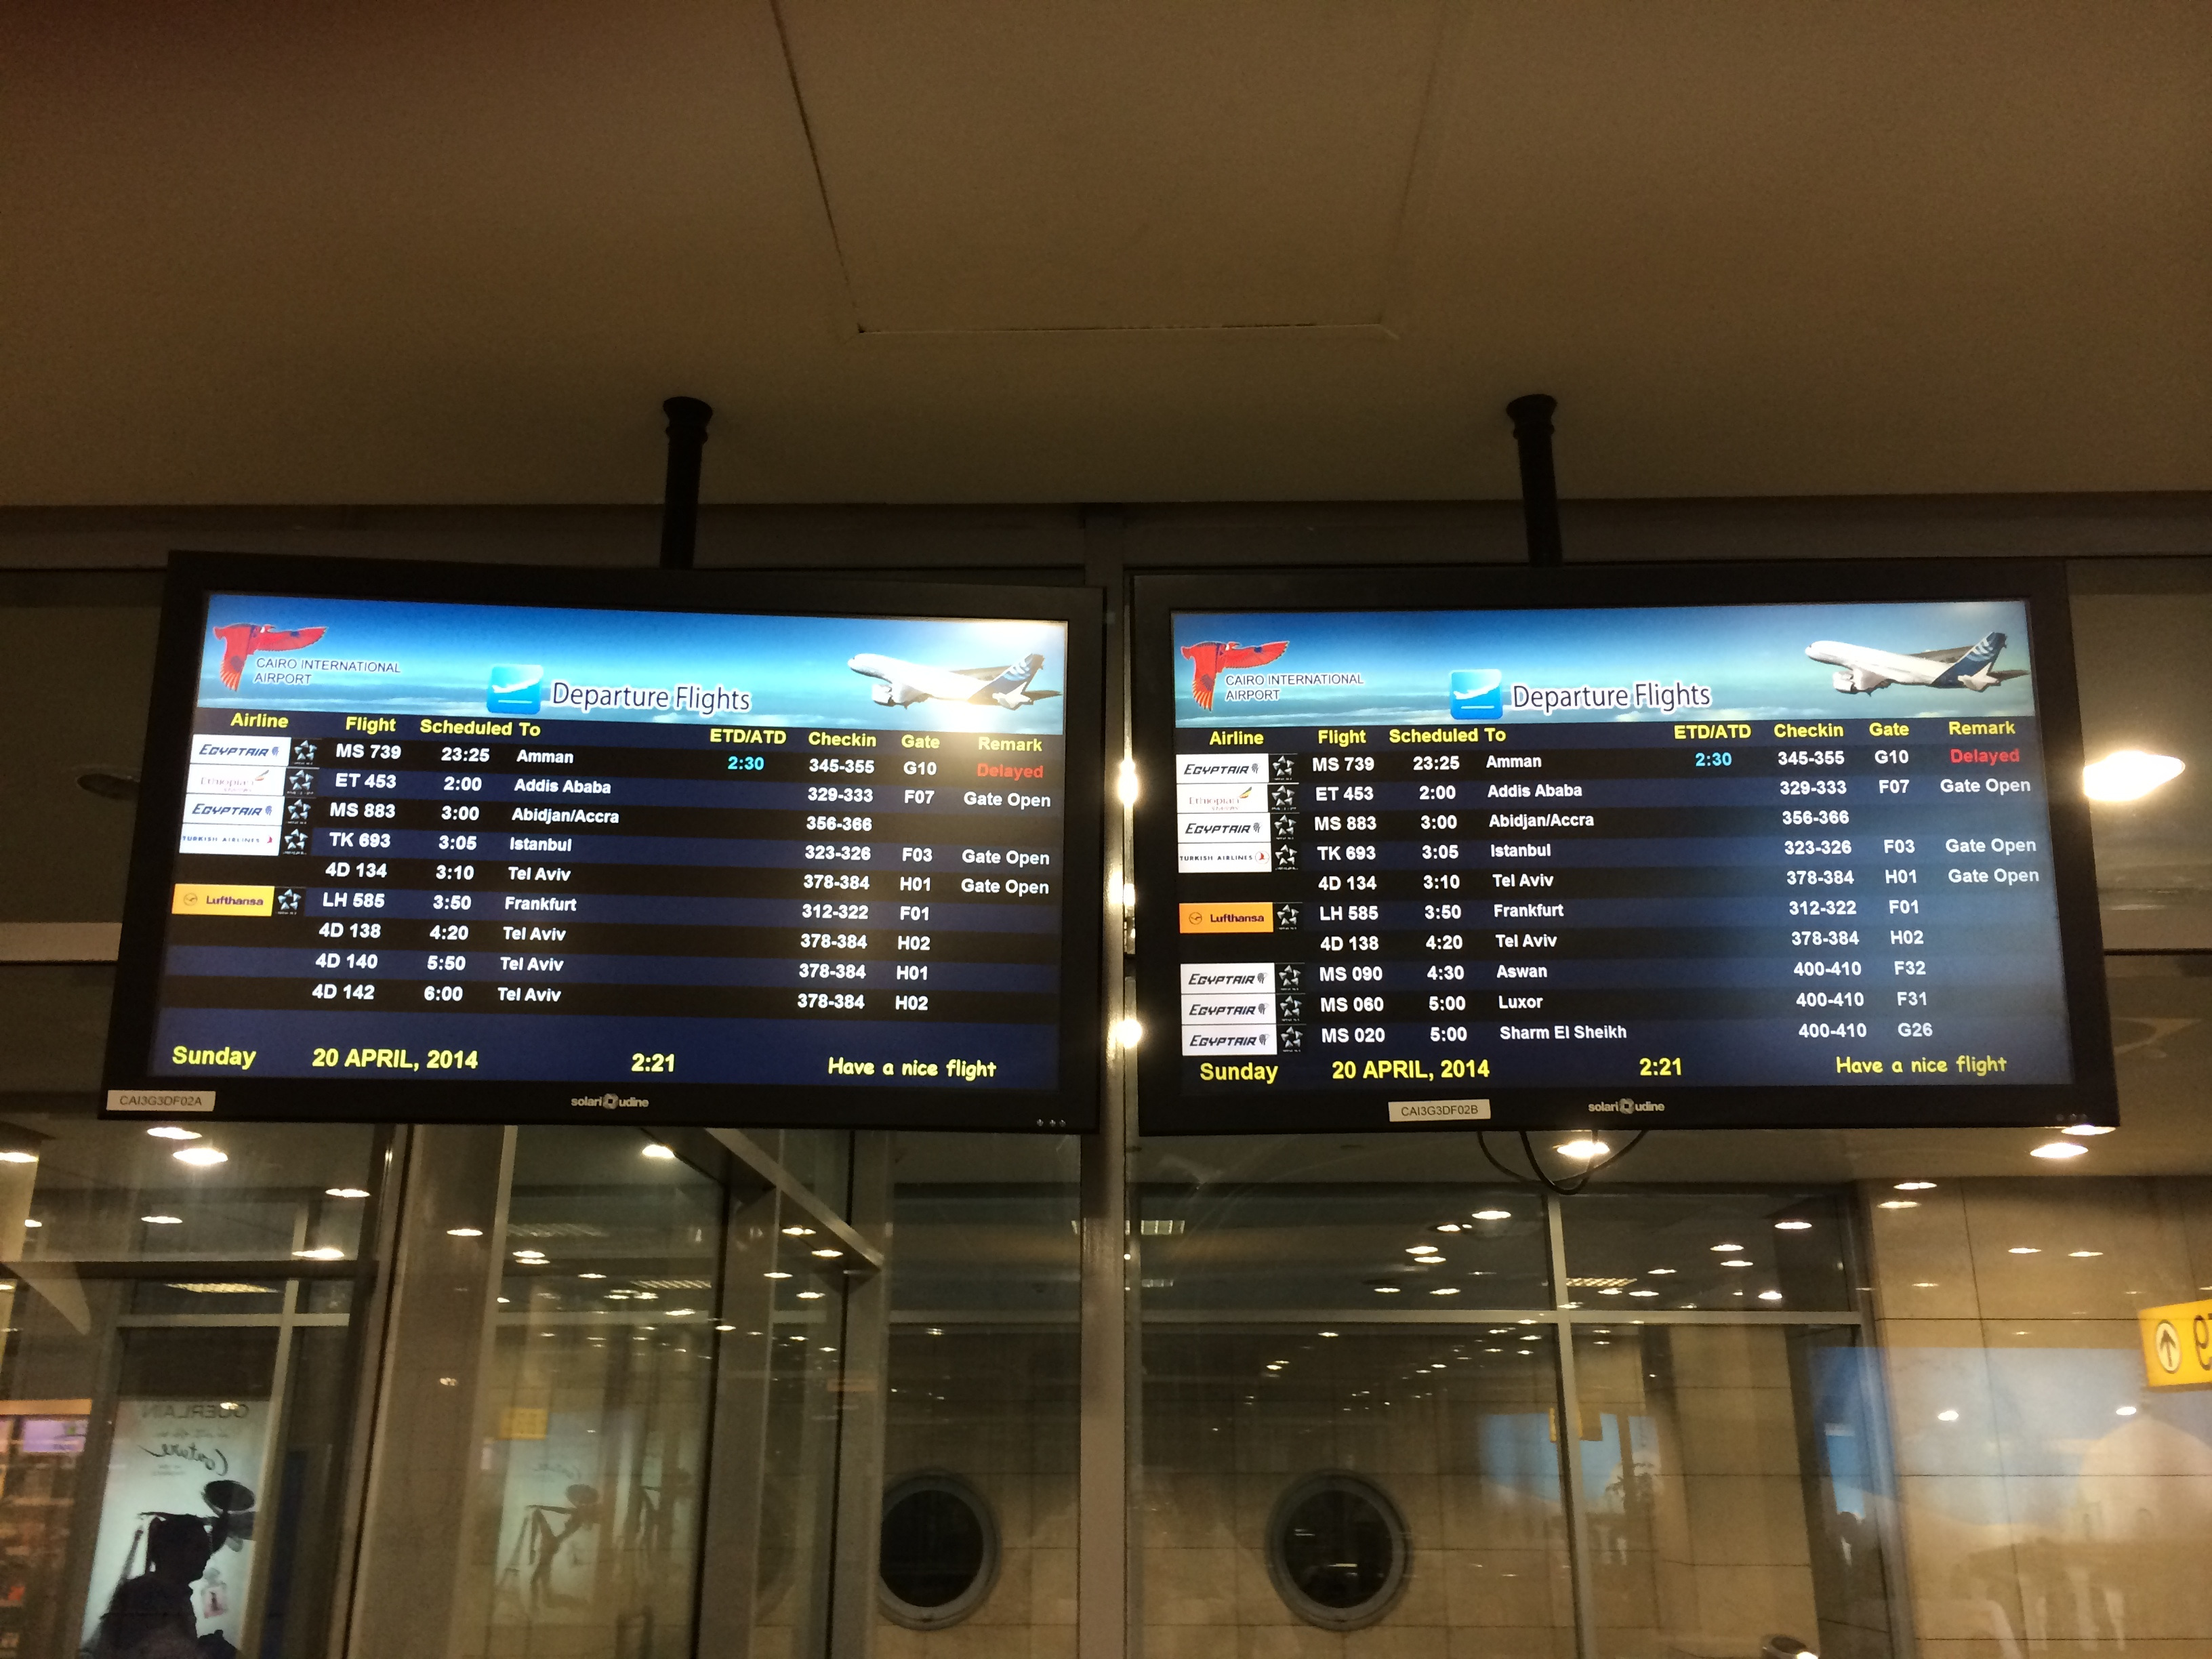 CAIRO INTERNATIONAL
AIRPORT
Departure Flights
Airline Flight Scheduled To ETD/ATD Checkin Gate Remark
EGYPTAIR MS 739 23:25 Amman 2:30 345-355 G10 Delayed
Ethiopian ET 453 2:00 Addis Ababa 329-333 F07 Gate Open
EGYPTAIR MS 883 3:00 Abidjan/Accra 356-366
TURKISH AIRLINES TK 693 3:05 Istanbul 323-326 F03 Gate Open
4D 134 3:10 Tel Aviv 378-384 H01 Gate Open
Lufthansa LH 585 3:50 Frankfurt 312-322 F01
4D 138 4:20 Tel Aviv 378-384 H02
4D 140 5:50 Tel Aviv 378-384 H01
4D 142 6:00 Tel Aviv 378-384 H02
Sunday 20 APRIL, 2014 2:21 Have a nice flight
CAI3G3DF02A
solari udine
CAIRO INTERNATIONAL
AIRPORT
Departure Flights
Airline Flight Scheduled To ETD/ATD Checkin Gate Remark
EGYPTAIR MS 739 23:25 Amman 2:30 345-355 G10 Delayed
Ethiopian ET 453 2:00 Addis Ababa 329-333 F07 Gate Open
EGYPTAIR MS 883 3:00 Abidjan/Accra 356-366
TURKISH AIRLINES TK 693 3:05 Istanbul 323-326 F03 Gate Open
4D 134 3:10 Tel Aviv 378-384 H01 Gate Open
Lufthansa LH 585 3:50 Frankfurt 312-322 F01
4D 138 4:20 Tel Aviv 378-384 H02
EGYPTAIR MS 090 4:30 Aswan 400-410 F32
EGYPTAIR MS 060 5:00 Luxor 400-410 F31
EGYPTAIR MS 020 5:00 Sharm El Sheikh 400-410 G26
Sunday 20 APRIL, 2014 2:21 Have a nice flight
CAI3G3DF02B
solari udine
GUERLAIN
Couture